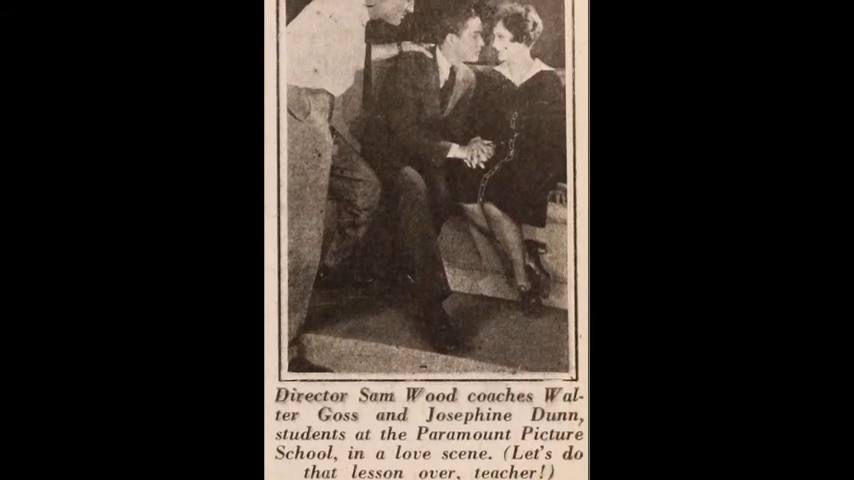 Director Sam Wood coaches Wal-
ter Goss and Josephine Dunn,
students at the Paramount Picture
School, in a love scene. (Let's do
that lesson over, teacher!)